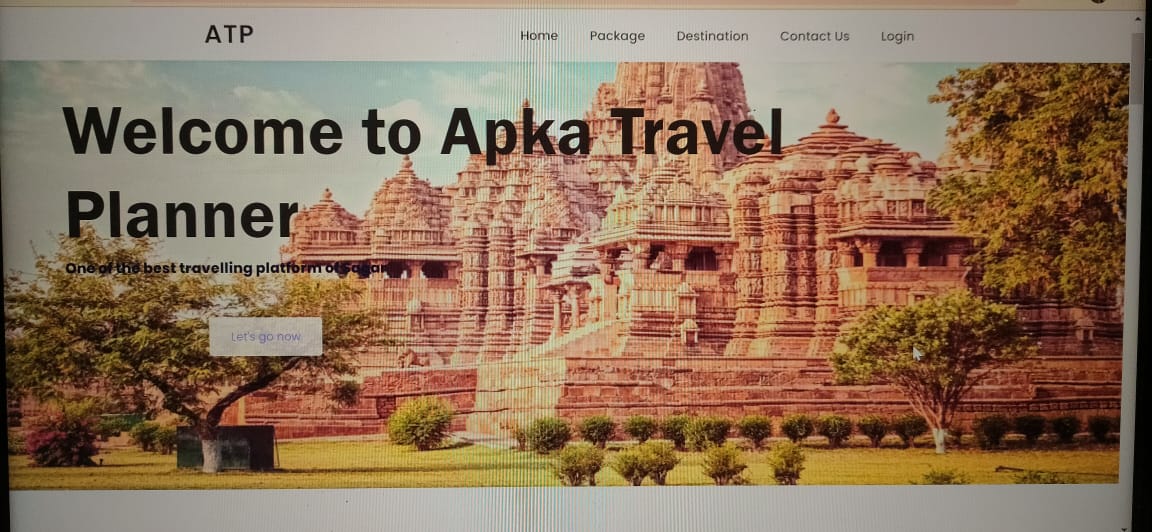 ATP
Home Package Destination Contact Us Login
Welcome to Apka Travel
Planner
One of the best travelling platform of Sagar
Let's go now